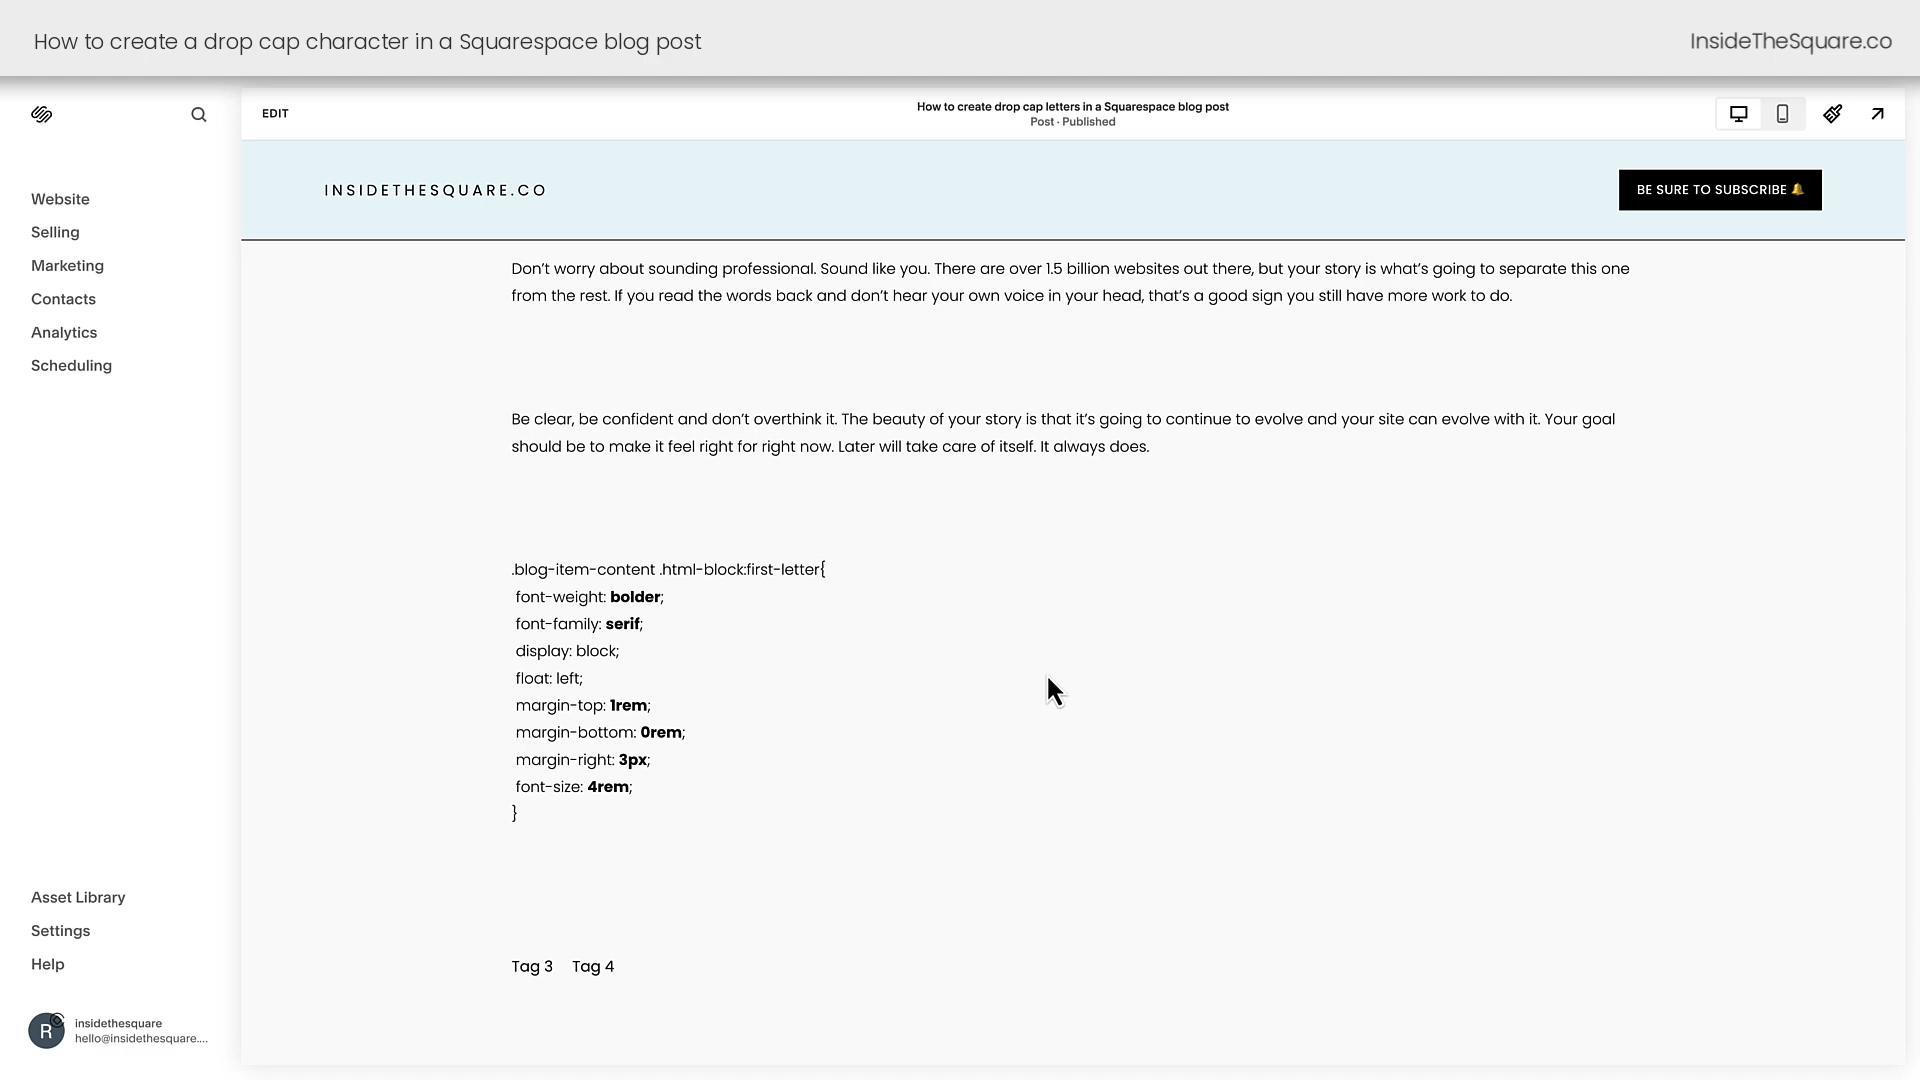 How to create a drop cap character in a Squarespace blog post
InsideTheSquare.co
EDIT
How to create drop cap letters in a Squarespace blog post
Post · Published
Website
Selling
Marketing
Contacts
Analytics
Scheduling
Asset Library
Settings
Help
R
insidethesquare
hello@insidethesquare....
INSIDETHESQUARE.CO
BE SURE TO SUBSCRIBE 🔔
Don’t worry about sounding professional. Sound like you. There are over 1.5 billion websites out there, but your story is what’s going to separate this one
from the rest. If you read the words back and don’t hear your own voice in your head, that’s a good sign you still have more work to do.
Be clear, be confident and don’t overthink it. The beauty of your story is that it’s going to continue to evolve and your site can evolve with it. Your goal
should be to make it feel right for right now. Later will take care of itself. It always does.
.blog-item-content .html-block:first-letter{
font-weight: bolder;
font-family: serif;
display: block;
float: left;
margin-top: 1rem;
margin-bottom: 0rem;
margin-right: 3px;
font-size: 4rem;
}
Tag 3 Tag 4